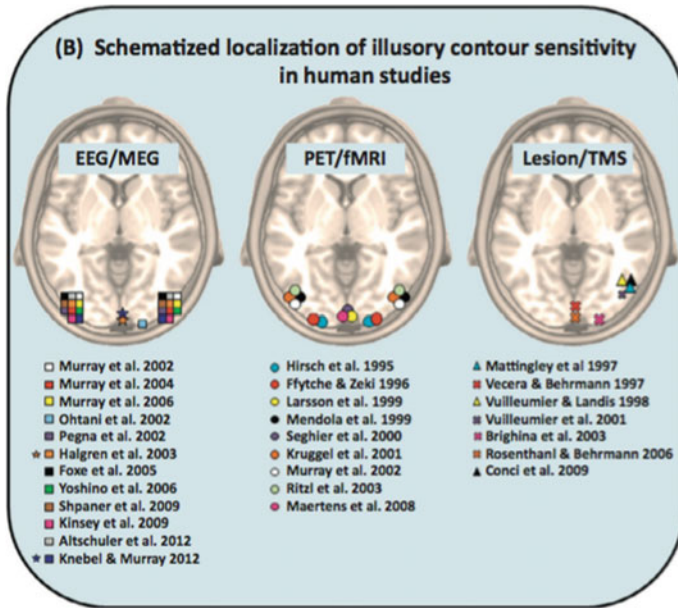 (B) Schematized localization of illusory contour sensitivity
in human studies
EEG/MEG
PET/fMRI
Lesion/TMS
Murray et al. 2002
Murray et al. 2004
Murray et al. 2006
Ohtani et al. 2002
Pegna et al. 2002
Halgren et al. 2003
Foxe et al. 2005
Yoshino et al. 2006
Shpaner et al. 2009
Kinsey et al. 2009
Altschuler et al. 2012
Knebel & Murray 2012
Hirsch et al. 1995
Ffytche & Zeki 1996
Larsson et al. 1999
Mendola et al. 1999
Seghier et al. 2000
Kruggel et al. 2001
Murray et al. 2002
Ritzl et al. 2003
Maertens et al. 2008
Mattingley et al 1997
Vecera & Behrmann 1997
Vuilleumier & Landis 1998
Vuilleumier et al. 2001
Brighina et al. 2003
Rosenthanl & Behrmann 2006
Conci et al. 2009